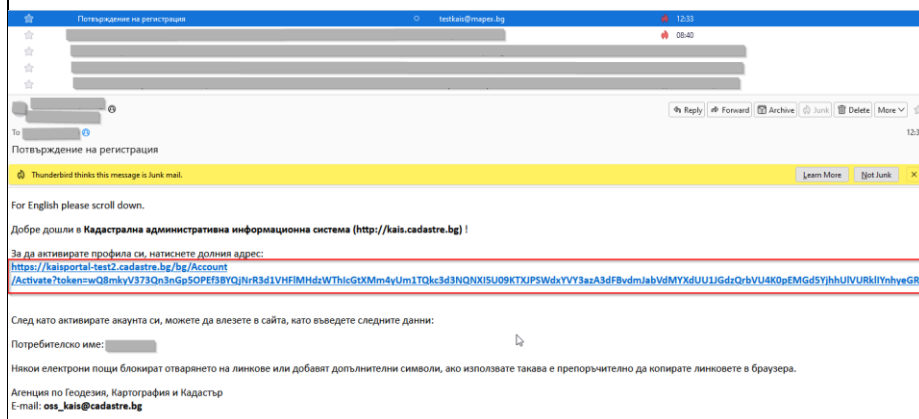 Потвърждение на регистрация testkais@mapex.bg 12:33
08:40
Reply Forward Archive Junk Delete More
To
12:3
Потвърждение на регистрация
Thunderbird thinks this message is Junk mail. Learn More Not Junk
For English please scroll down.
Добре дошли в Кадастрална административна информационна система (http://kais.cadastre.bg) !
За да активирате профила си, натиснете долния адрес:
https://kaisportal-test2.cadastre.bg/bg/Account
След като активирате акаунта си, можете да влезете в сайта, като въведете следните данни:
Потребителско име:
Някои електрони пощи блокират отварянето на линкове или добавят допълнителни символи, ако използвате такава е препоръчително да копирате линковете в браузера.
Агенция по Геодезия, Картография и Кадастър
E-mail: oss_kais@cadastre.bg